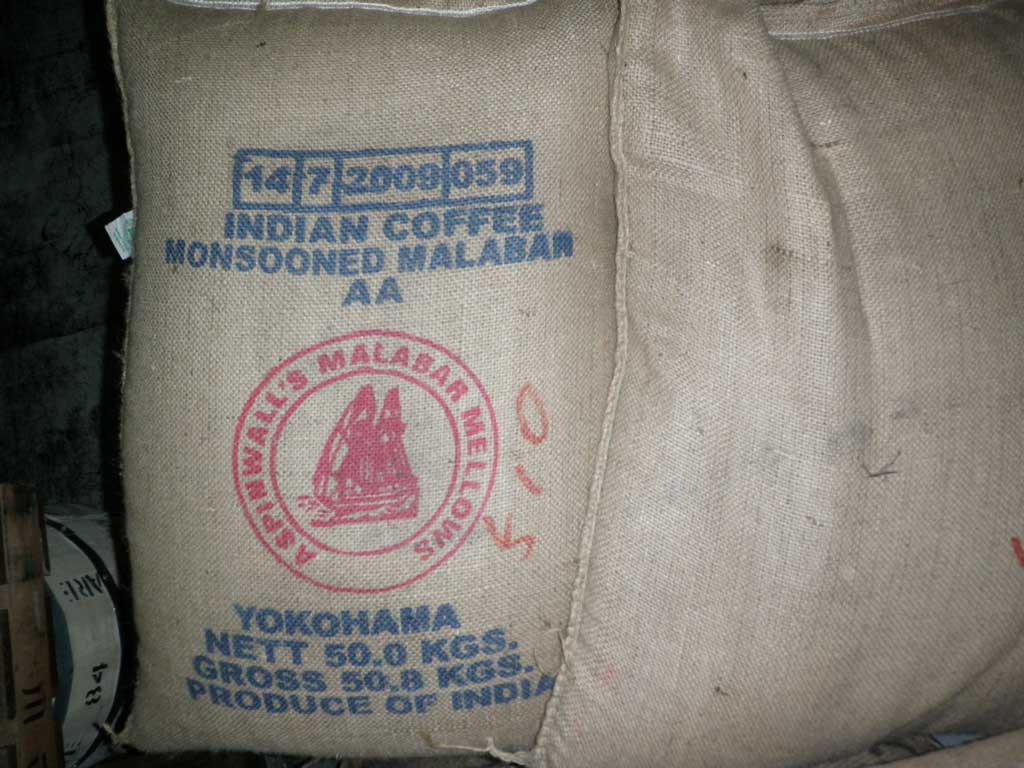 14 7 2009 059
INDIAN COFFEE
MONSOONED MALABAR
AA
ASPINWALL'S MALABAR MELLOWS
YOKOHAMA
NETT 50.0 KGS.
GROSS 50.8 KGS.
PRODUCE OF INDIA
84